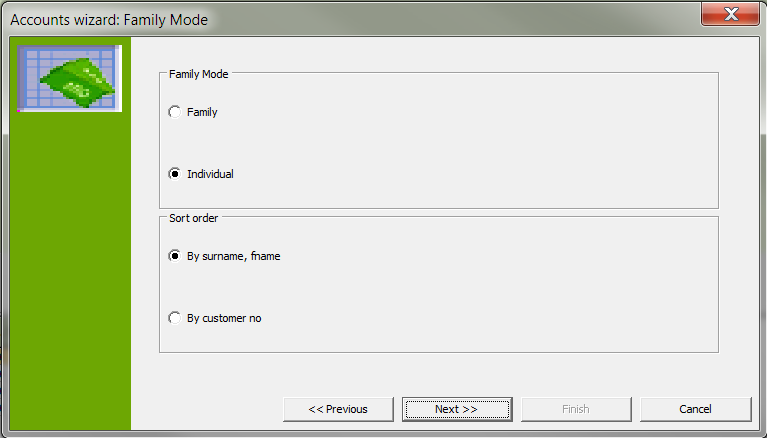 Accounts wizard: Family Mode
Family Mode
Family
Individual
Sort order
By surname, fname
By customer no
<< Previous
Next >>
Finish
Cancel